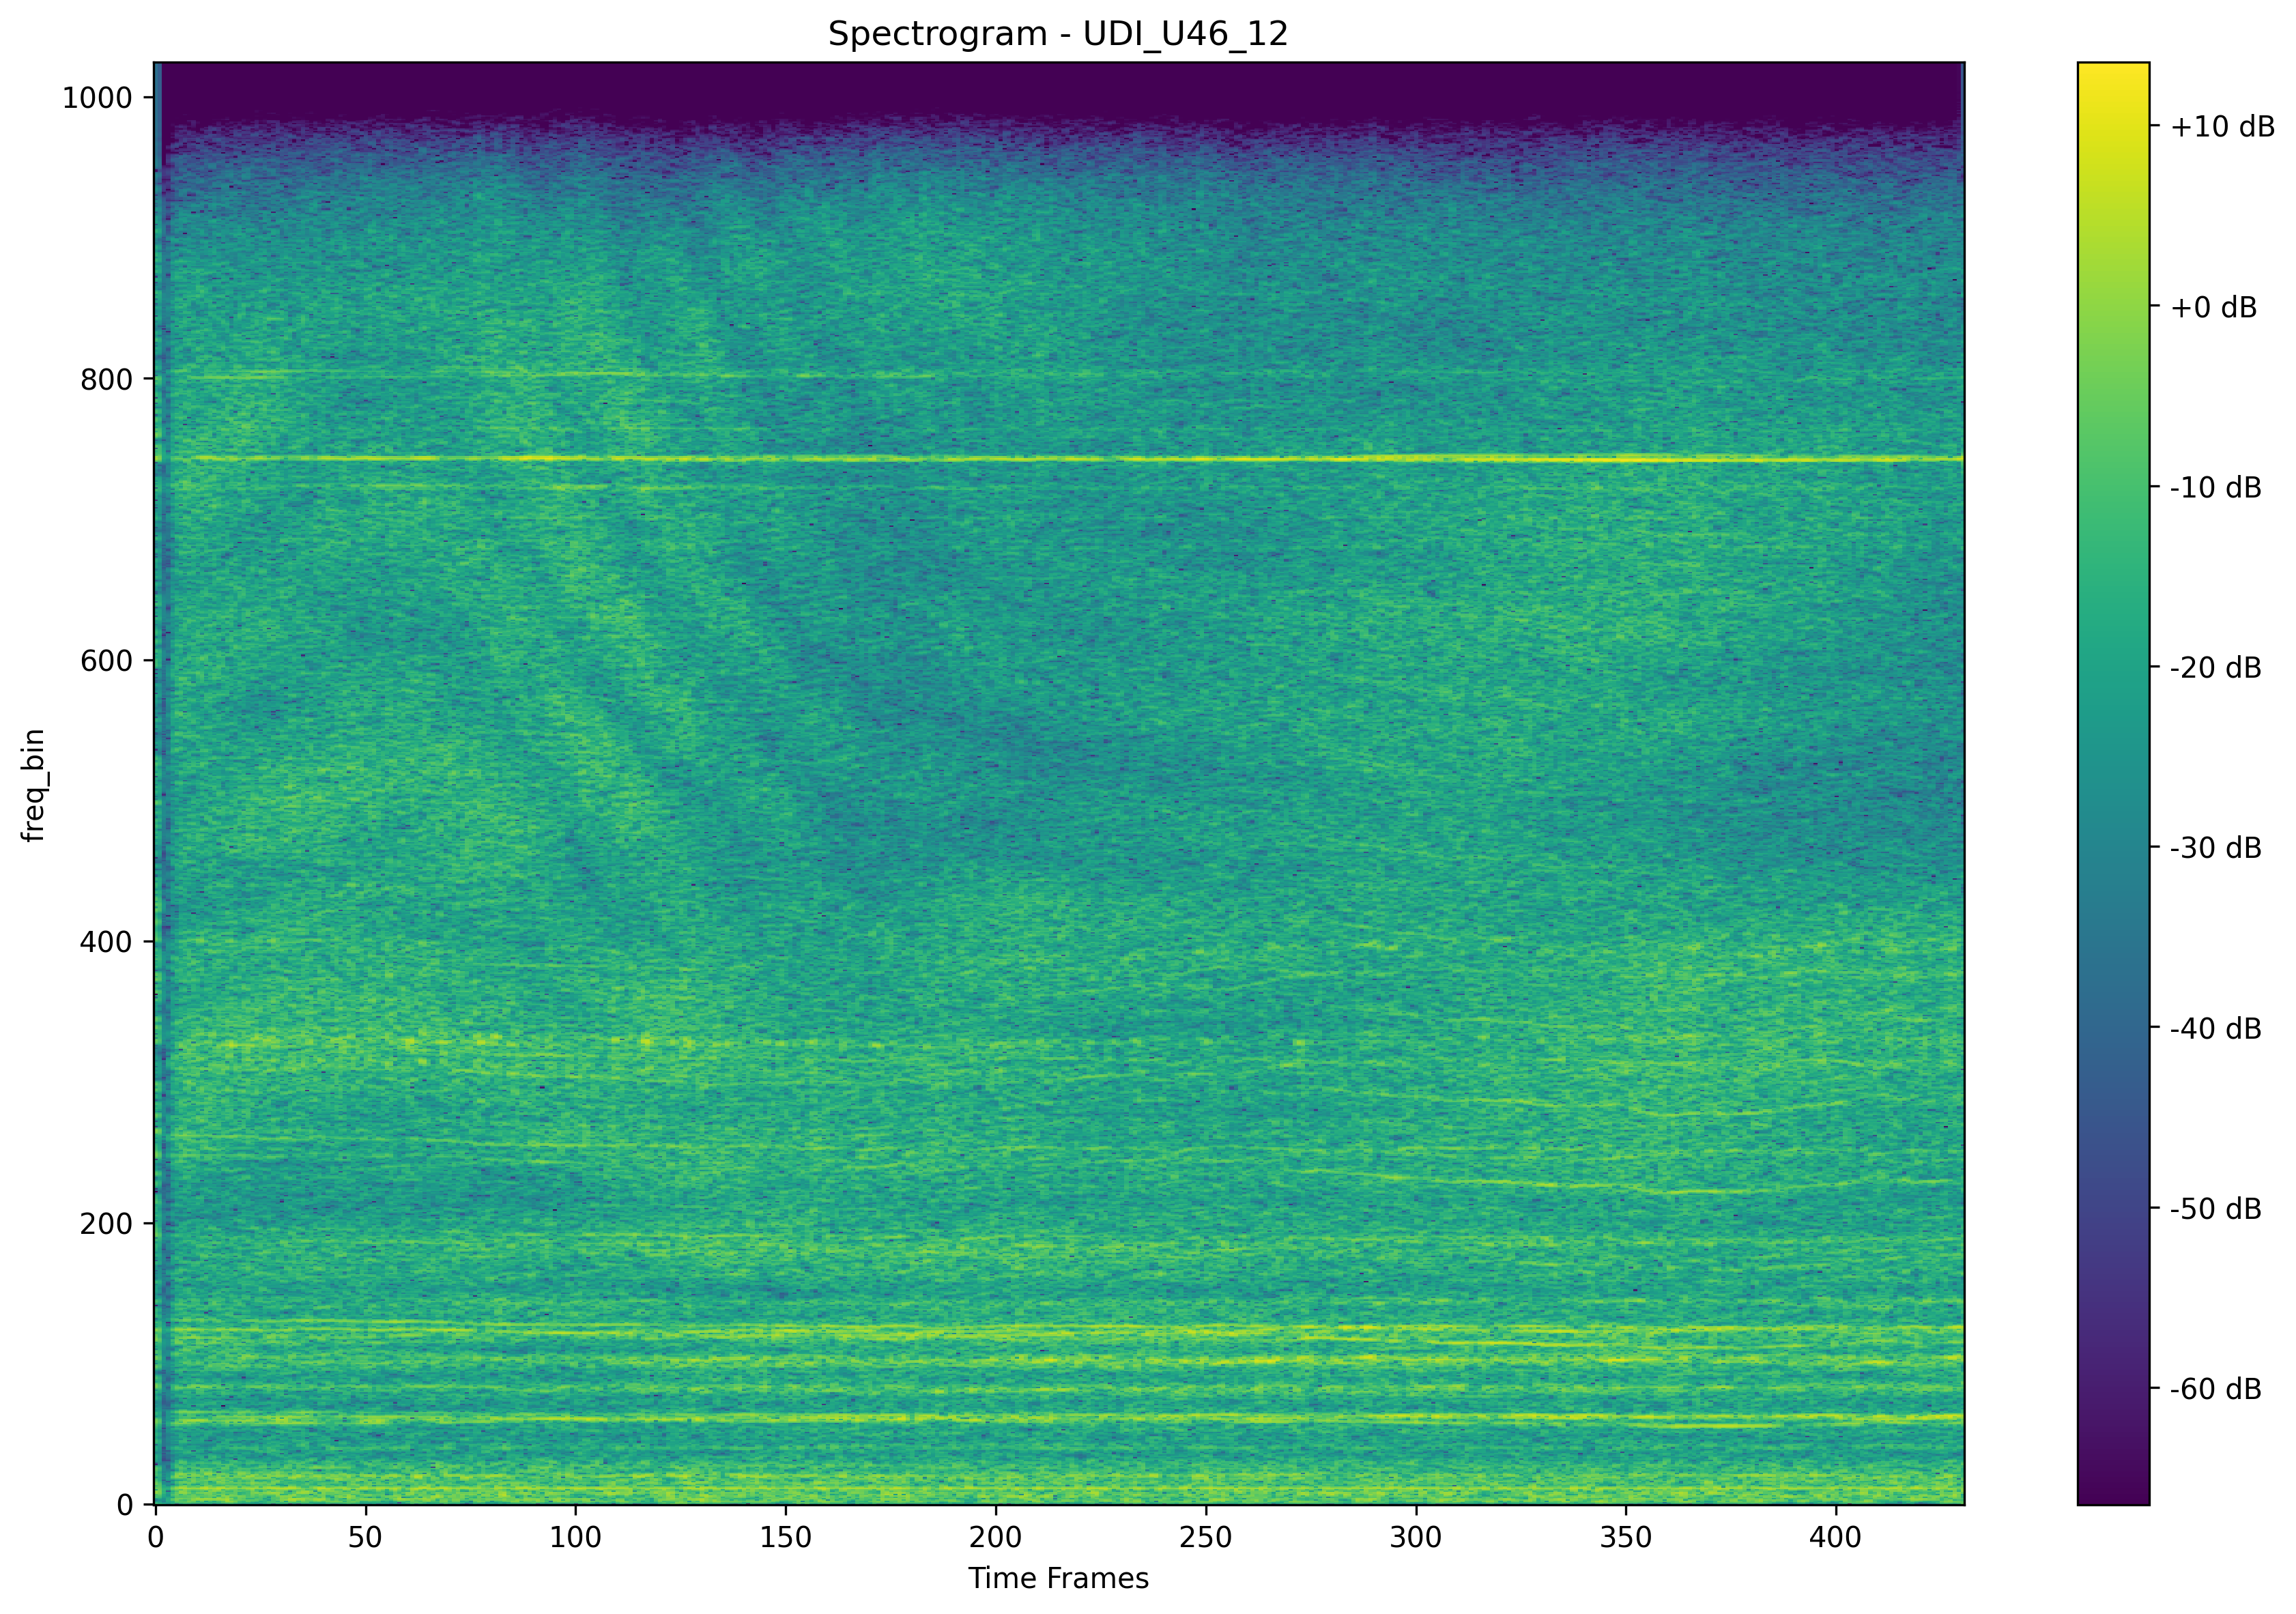 Spectrogram - UDI_U46_12
1000
800
600
400
200
0
freq_bin
0 50 100 150 200 250 300 350 400
Time Frames
+10 dB
+0 dB
-10 dB
-20 dB
-30 dB
-40 dB
-50 dB
-60 dB